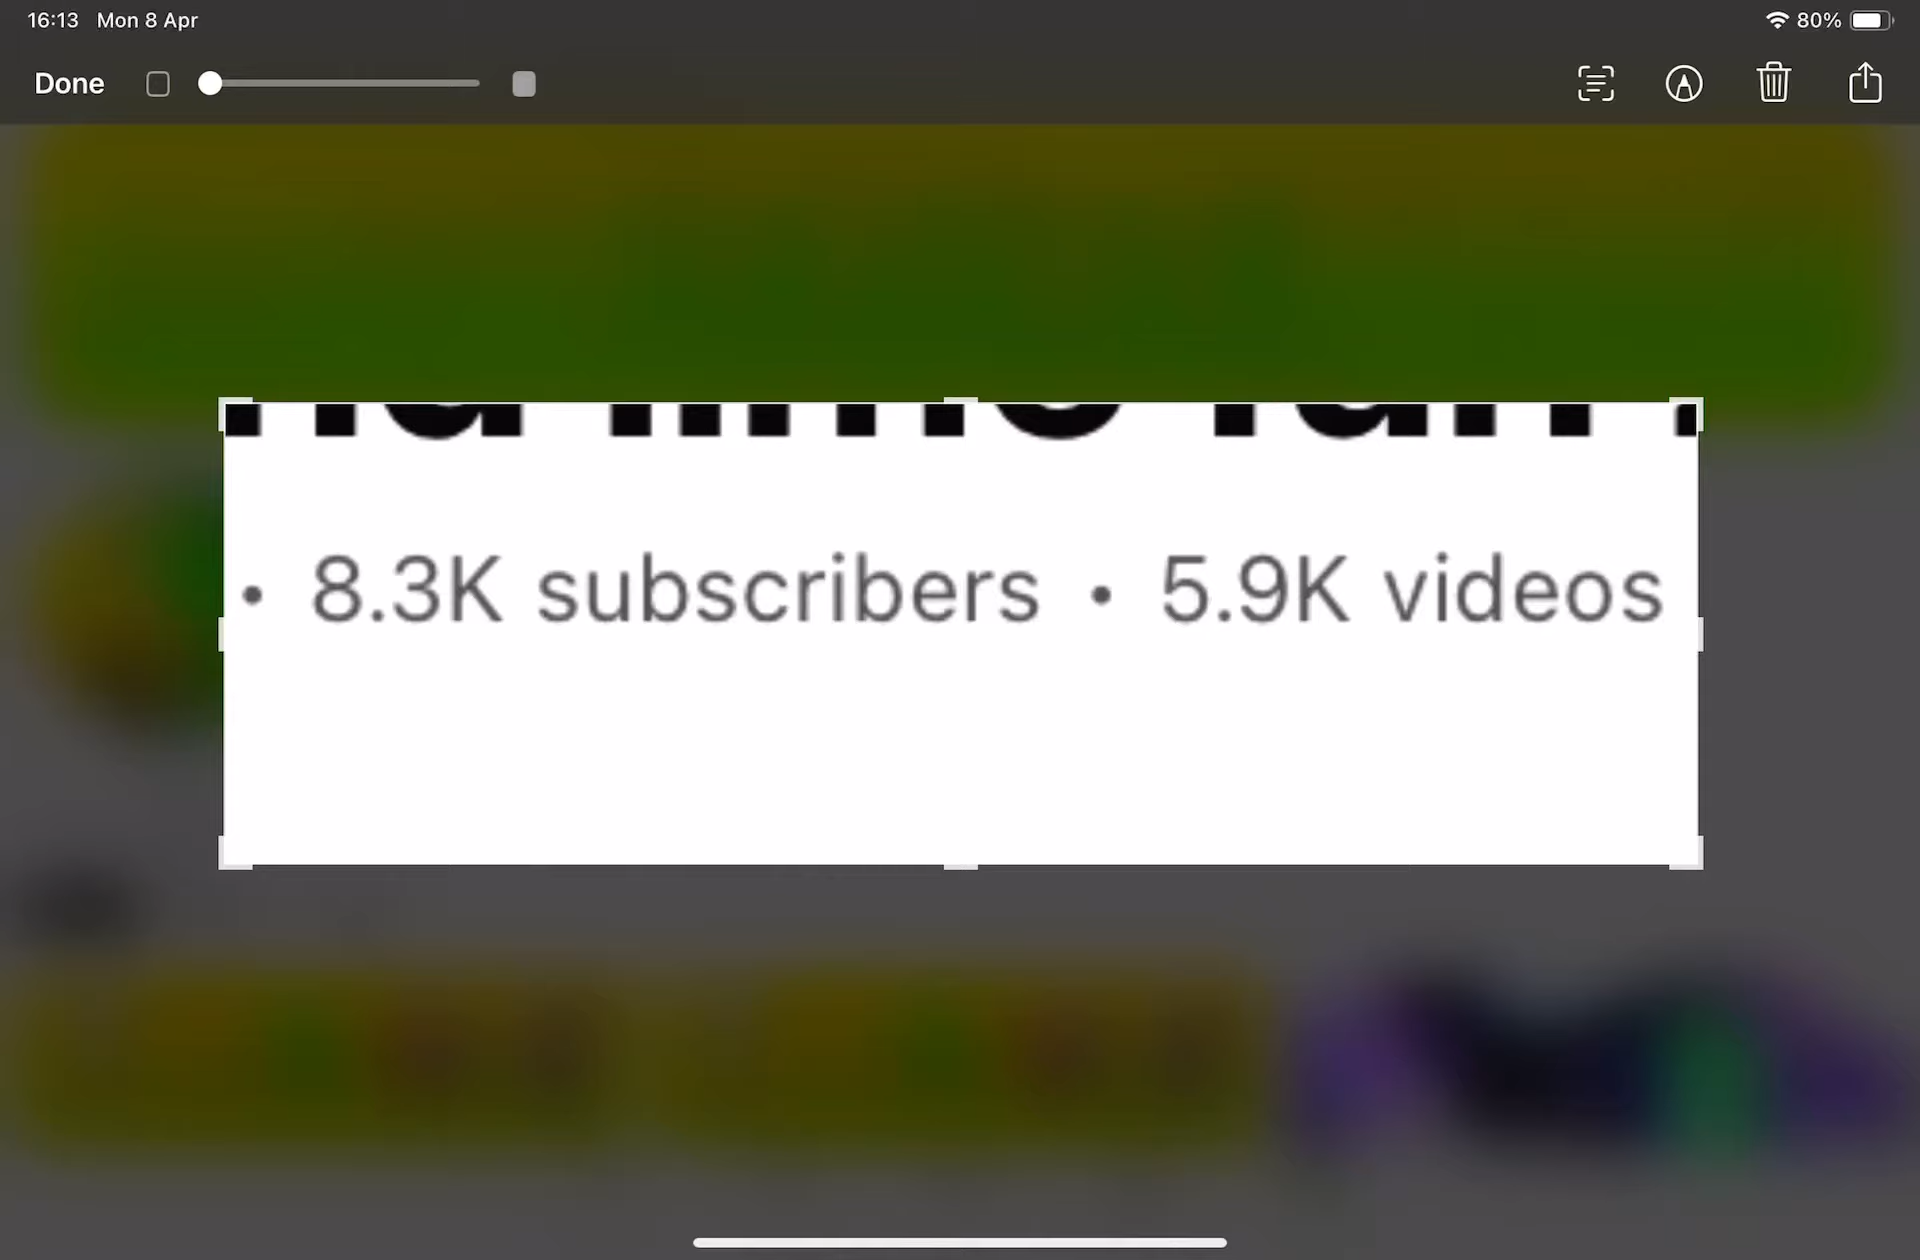 16:13 Mon 8 Apr
80%
Done
• 8.3K subscribers • 5.9K videos